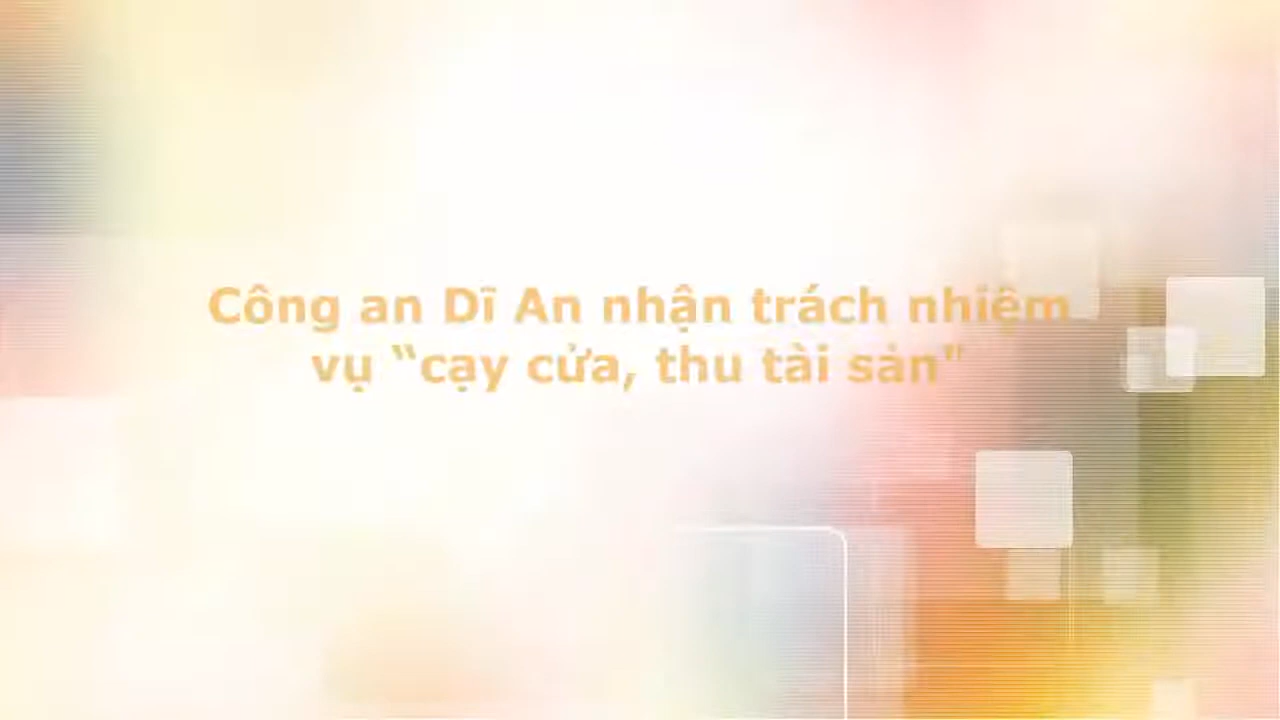 Công an Dĩ An nhận trách nhiệm
vụ “cạy cửa, thu tài sản"